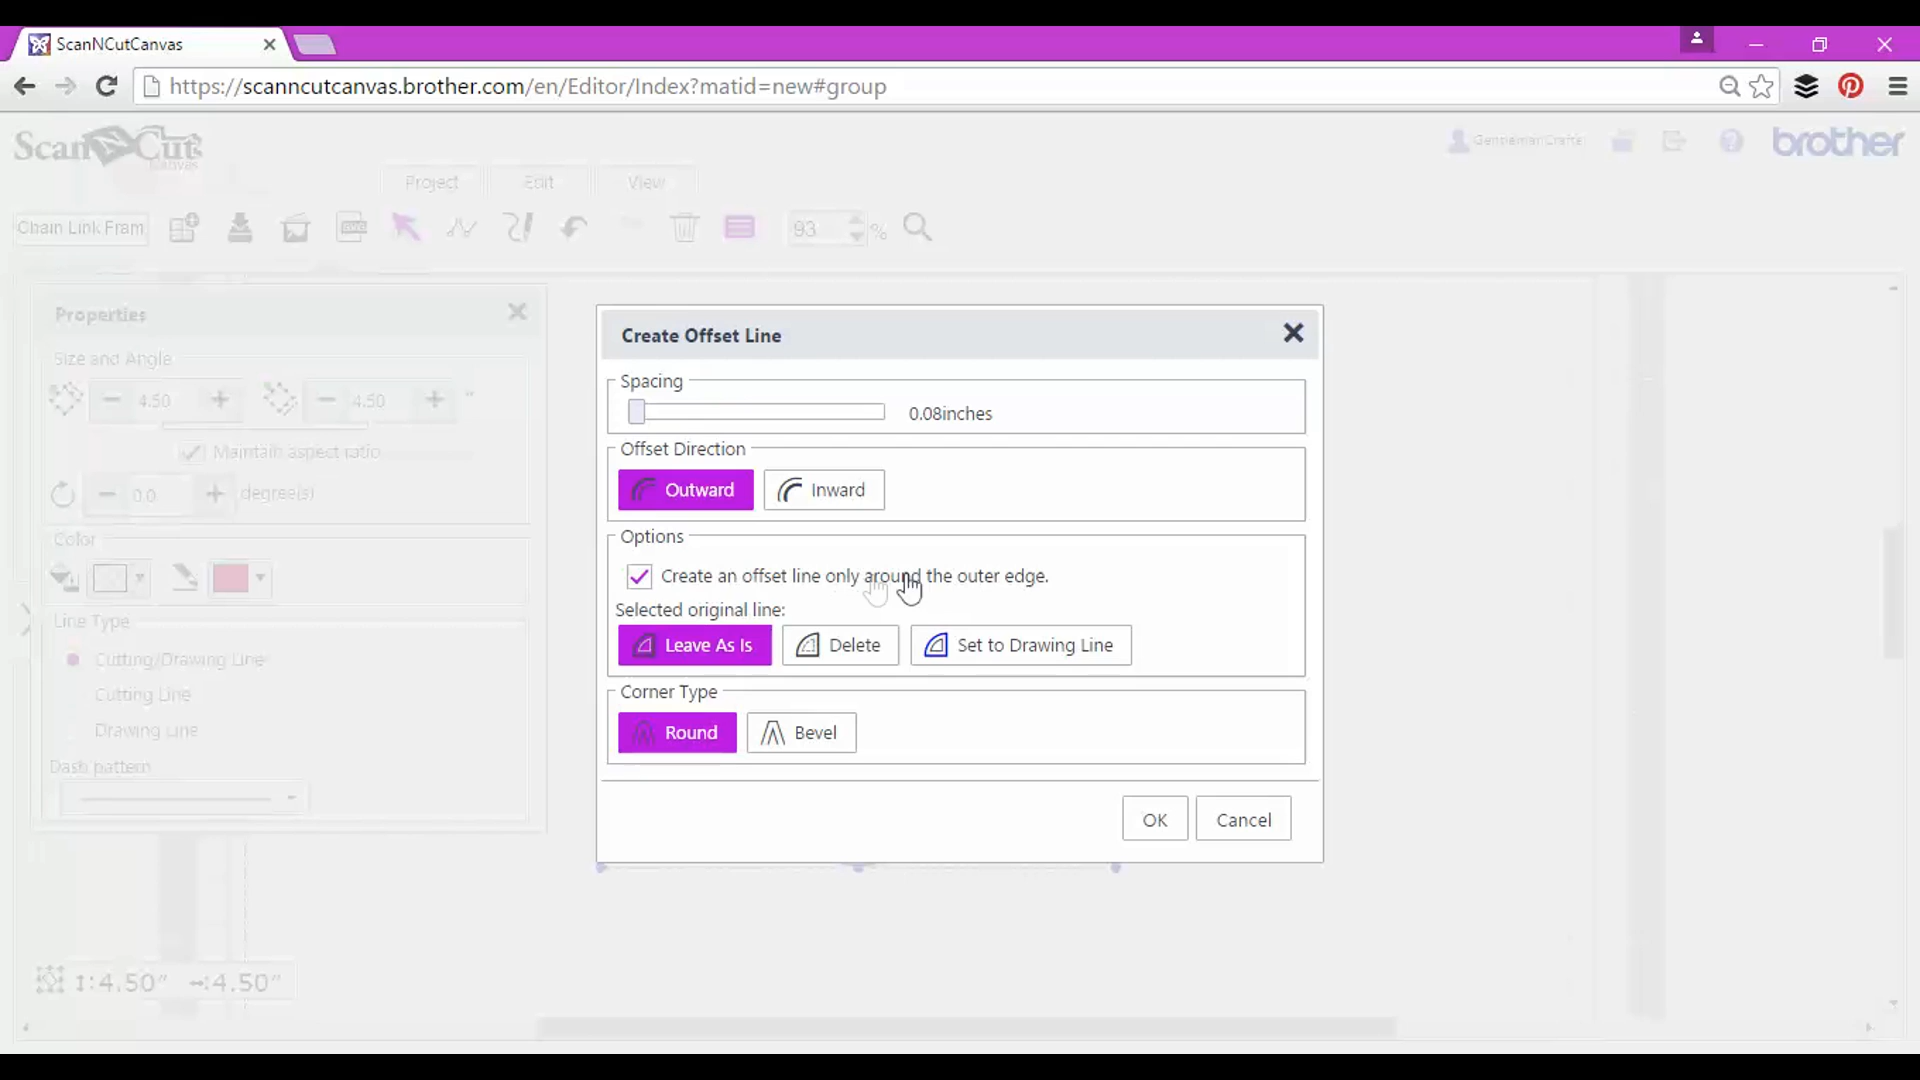 ScanNCutCanvas
https://scanncutcanvas.brother.com/en/Editor/Index?matid=new#group
ScanNCut
Canvas
Gentleman Crafte
brother
Project Edit View
Chain Link Fram
93 %
Properties
Size and Angle
4.50 4.50 "
Maintain aspect ratio
0.0 degree(s)
Color
Line Type
Cutting/Drawing Line
Cutting Line
Drawing Line
Dash pattern
4.50" 4.50"
Create Offset Line
Spacing
0.08inches
Offset Direction
Outward Inward
Options
Create an offset line only around the outer edge.
Selected original line:
Leave As Is Delete Set to Drawing Line
Corner Type
Round Bevel
OK Cancel